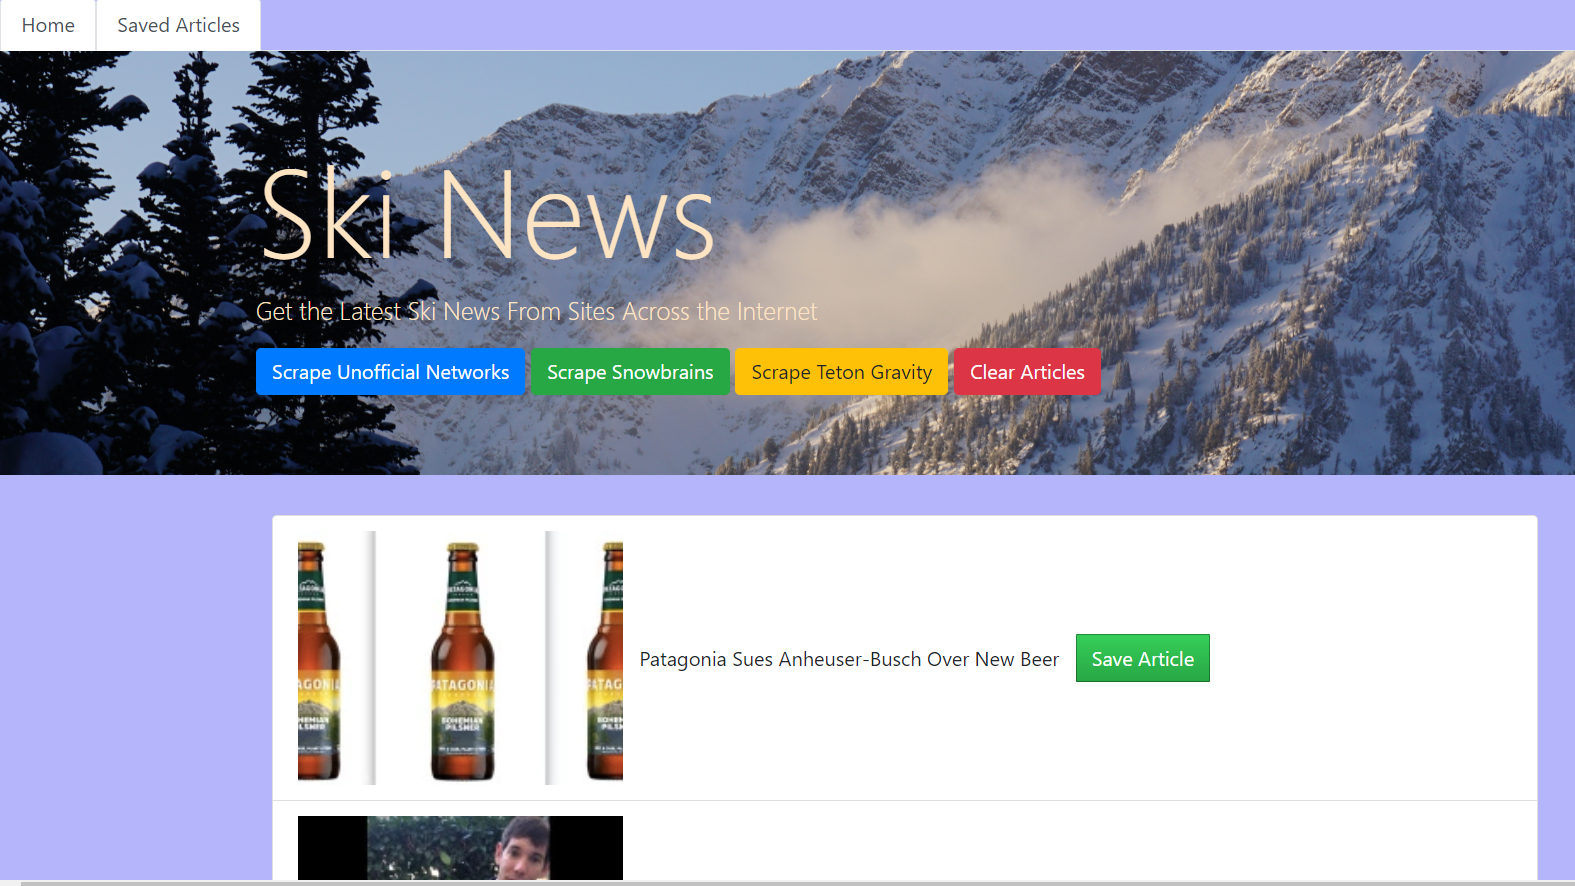 Home
Saved Articles
Ski News
Get the Latest Ski News From Sites Across the Internet
Scrape Unofficial Networks
Scrape Snowbrains
Scrape Teton Gravity
Clear Articles
PATAGONIA
BOHEMIAN
PILSNER
Patagonia Sues Anheuser-Busch Over New Beer
Save Article